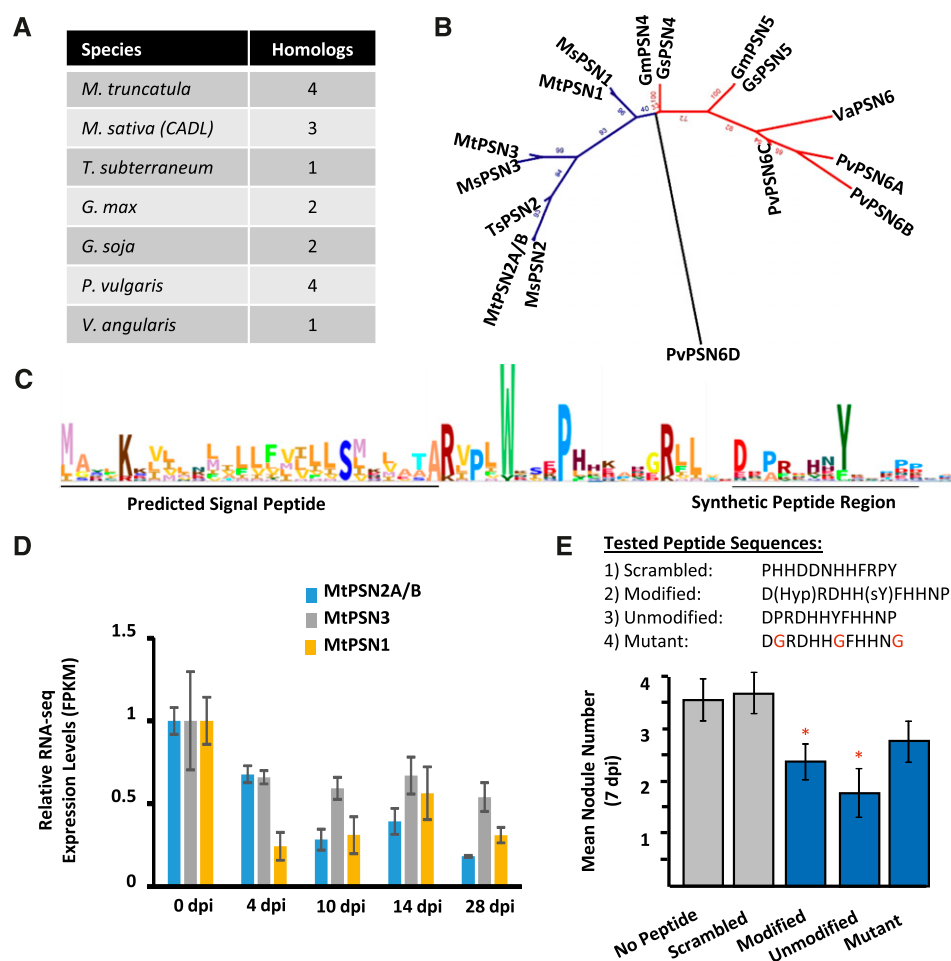 A
Species Homologs
M. truncatula 4
M. sativa (CADL) 3
T. subterraneum 1
G. max 2
G. soja 2
P. vulgaris 4
V. angularis 1
B
MsPSN1
MtPSN1
GmPSN4
GsPSN4
GmPSN5
GsPSN5
VaPSN6
PvPSN6C
PvPSN6A
PvPSN6B
MtPSN3
MsPSN3
TsPSN2
MtPSN2A/B
MsPSN2
PvPSN6D
40
72
100
C
Predicted Signal Peptide
Synthetic Peptide Region
D
MtPSN2A/B
MtPSN3
MtPSN1
Relative RNA-seq
Expression Levels (FPKM)
1.5
1
0.5
0
0 dpi 4 dpi 10 dpi 14 dpi 28 dpi
E
Tested Peptide Sequences:
1) Scrambled: PHHDDNHHFRPY
2) Modified: D(Hyp)RDHH(sY)FHHNP
3) Unmodified: DPRDHHYFHHNP
4) Mutant: DGRDHHGFHHNG
Mean Nodule Number
(7 dpi)
4
3
2
1
* *
No Peptide
Scrambled
Modified
Unmodified
Mutant